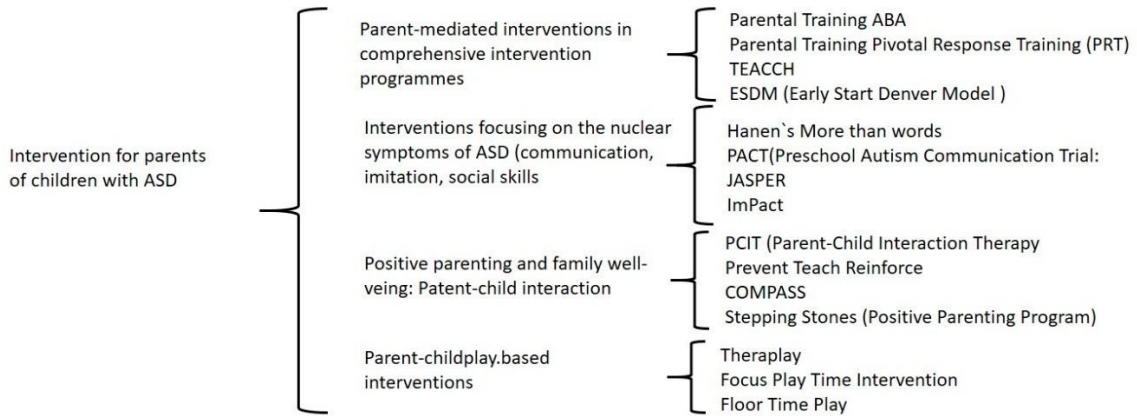 Intervention for parents
of children with ASD
Parent-mediated interventions in
comprehensive intervention
programmes
Parental Training ABA
Parental Training Pivotal Response Training (PRT)
TEACCH
ESDM (Early Start Denver Model )
Interventions focusing on the nuclear
symptoms of ASD (communication,
imitation, social skills
Hanen`s More than words
PACT(Preschool Autism Communication Trial:
JASPER
ImPact
Positive parenting and family well-
veing: Patent-child interaction
PCIT (Parent-Child Interaction Therapy
Prevent Teach Reinforce
COMPASS
Stepping Stones (Positive Parenting Program)
Parent-childplay.based
interventions
Theraplay
Focus Play Time Intervention
Floor Time Play